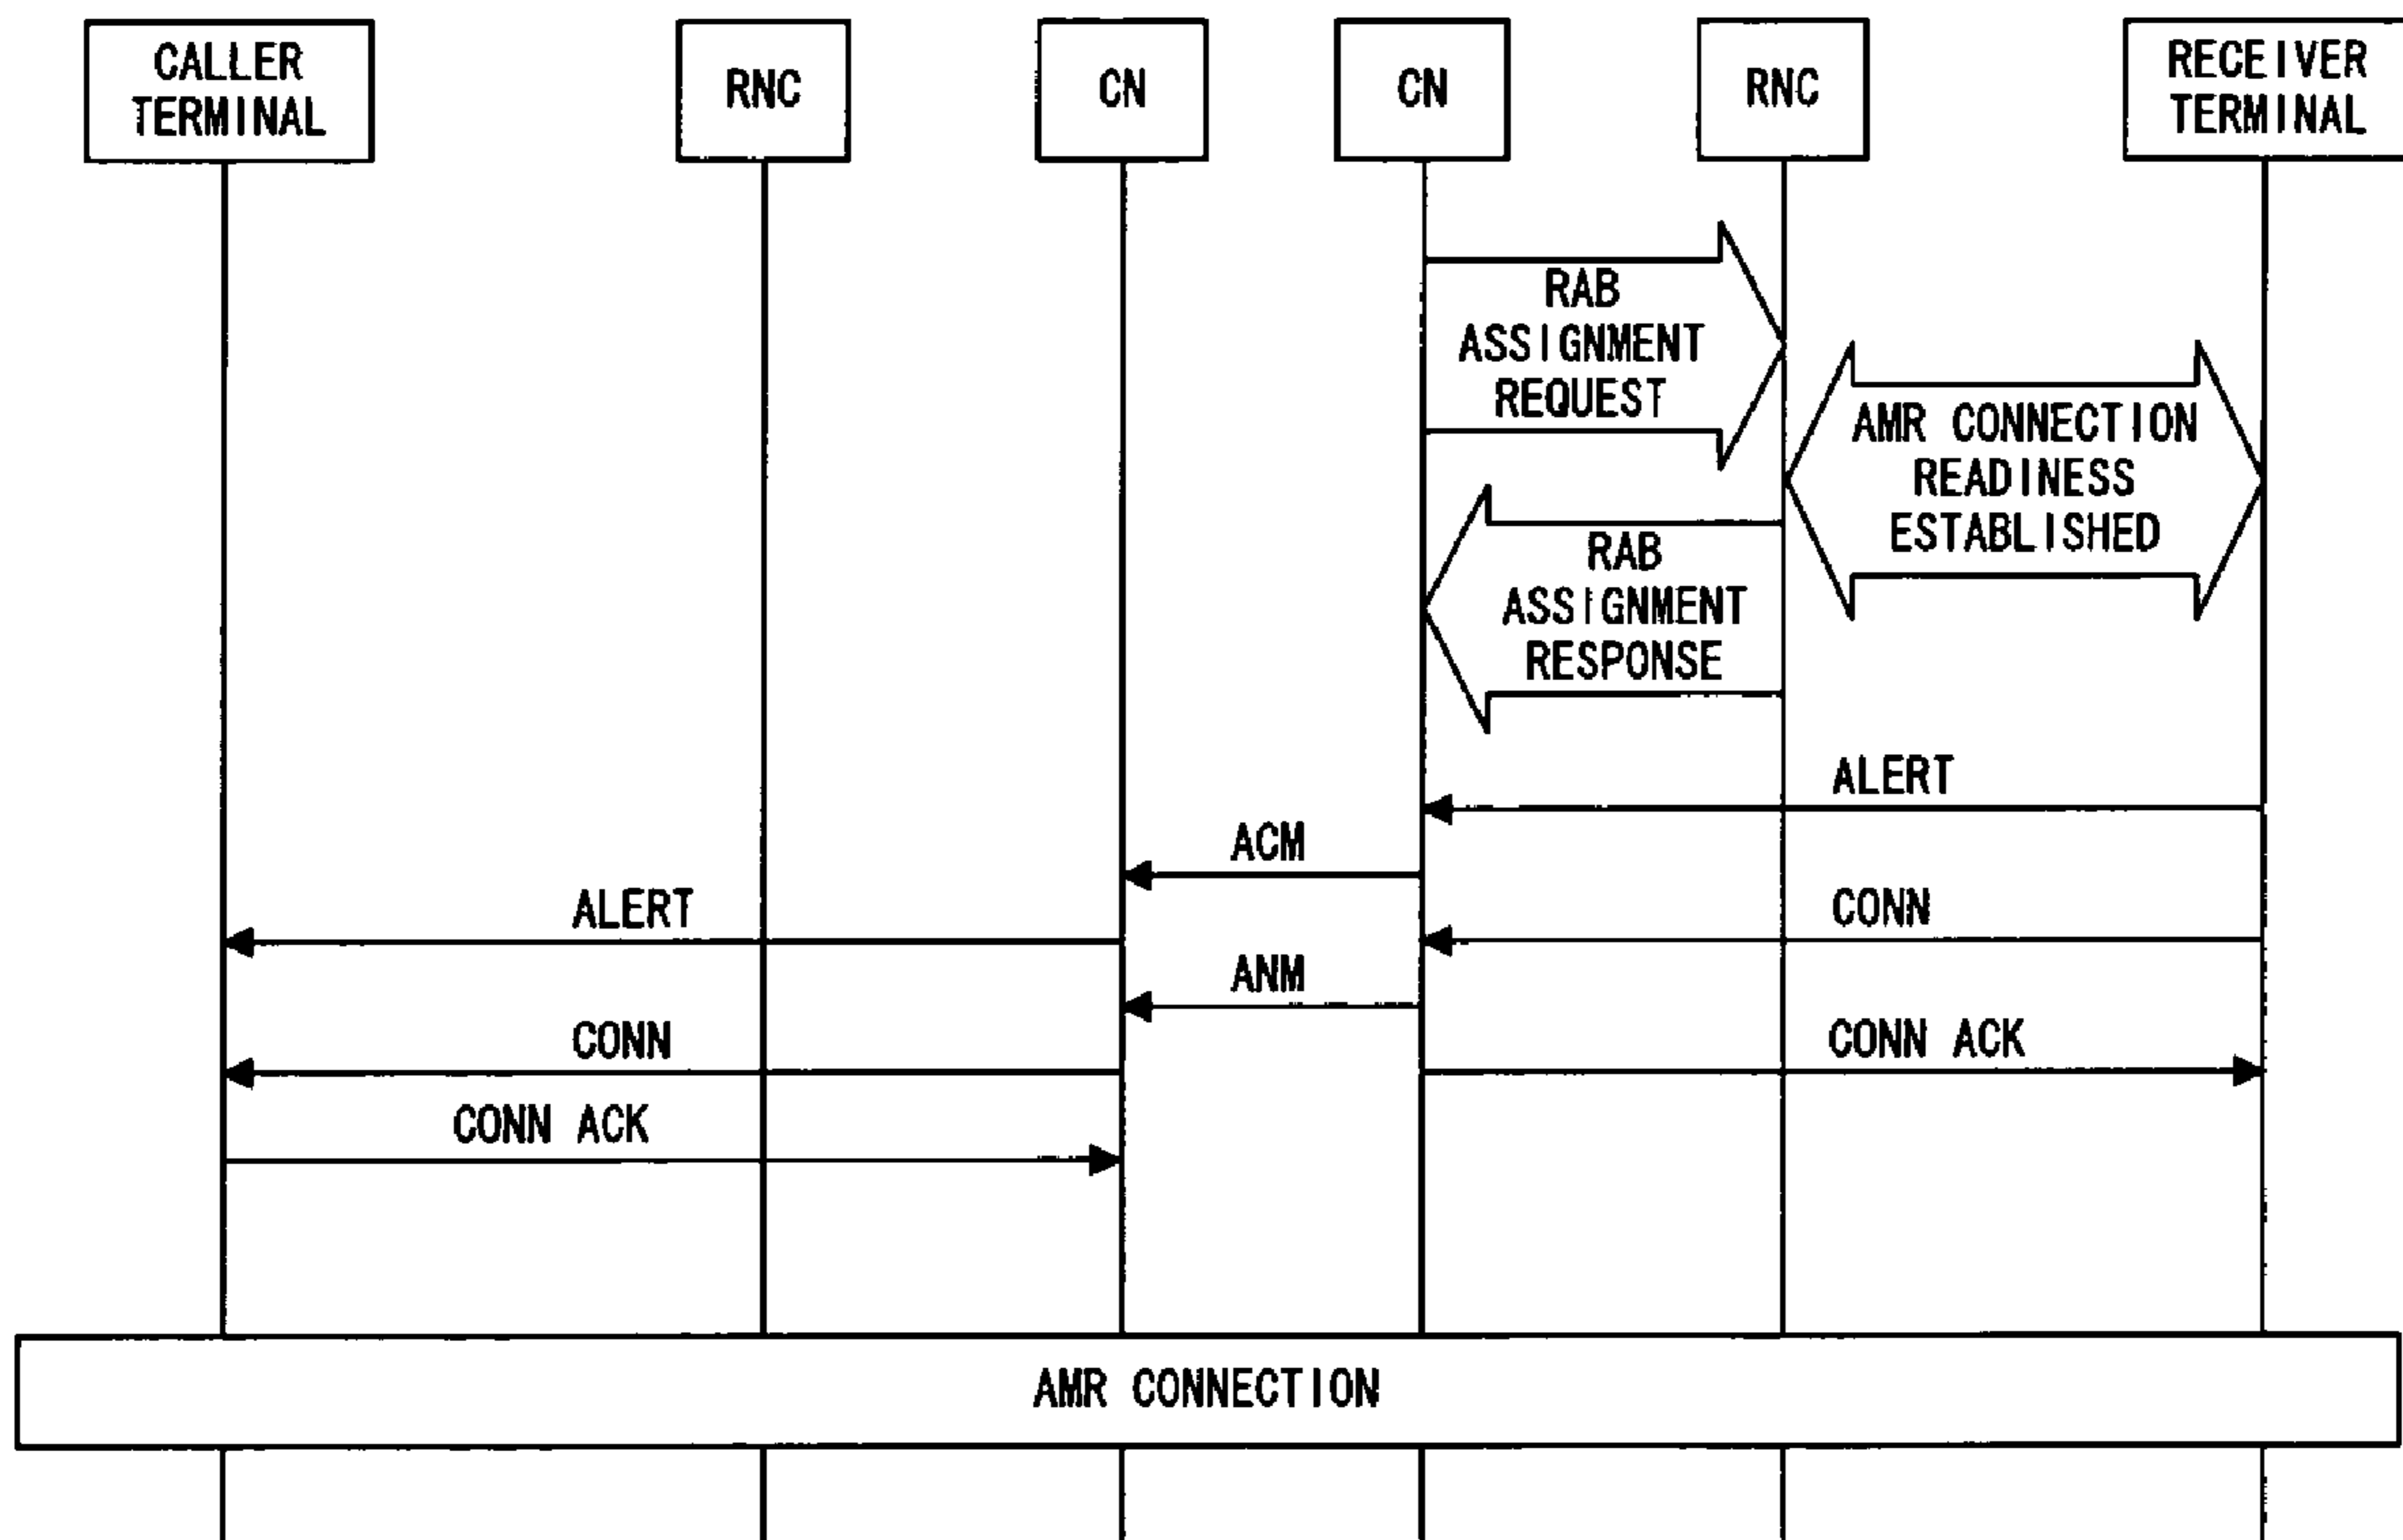 CALLER
TERMINAL
RNC
CN
CN
RNC
RECEIVER
TERMINAL
RAB
ASSIGNMENT
REQUEST
AMR CONNECTION
READINESS
ESTABLISHED
RAB
ASSIGNMENT
RESPONSE
ALERT
ACM
ALERT
CONN
ANM
CONN
CONN ACK
CONN ACK
AMR CONNECTION